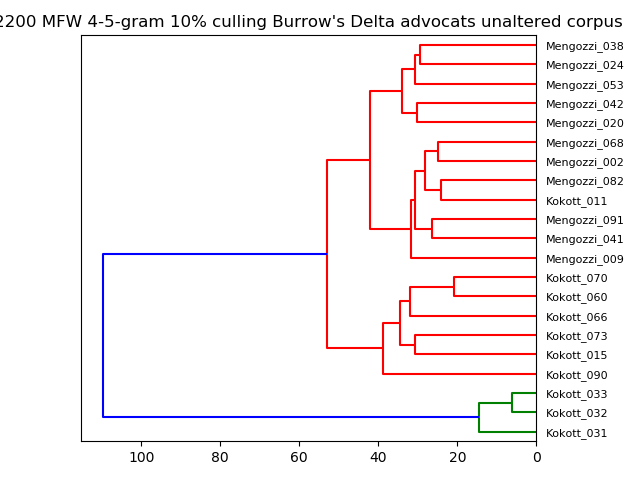 2200 MFW 4-5-gram 10% culling Burrow's Delta advocats unaltered corpus
Mengozzi_038
Mengozzi_024
Mengozzi_053
Mengozzi_042
Mengozzi_020
Mengozzi_068
Mengozzi_002
Mengozzi_082
Kokott_011
Mengozzi_091
Mengozzi_041
Mengozzi_009
Kokott_070
Kokott_060
Kokott_066
Kokott_073
Kokott_015
Kokott_090
Kokott_033
Kokott_032
Kokott_031
100 80 60 40 20 0